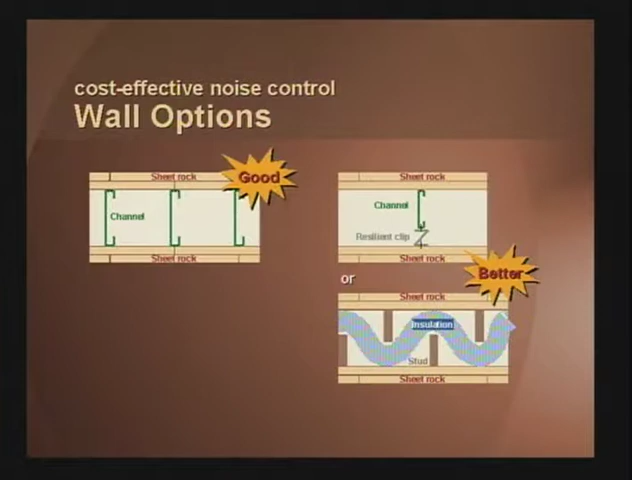 cost-effective noise control
Wall Options
Sheet rock
Good
Channel
Sheet rock
Sheet rock
Channel
Resilient clip
Sheet rock
Better
or
Sheet rock
Insulation
Stud
Sheet rock